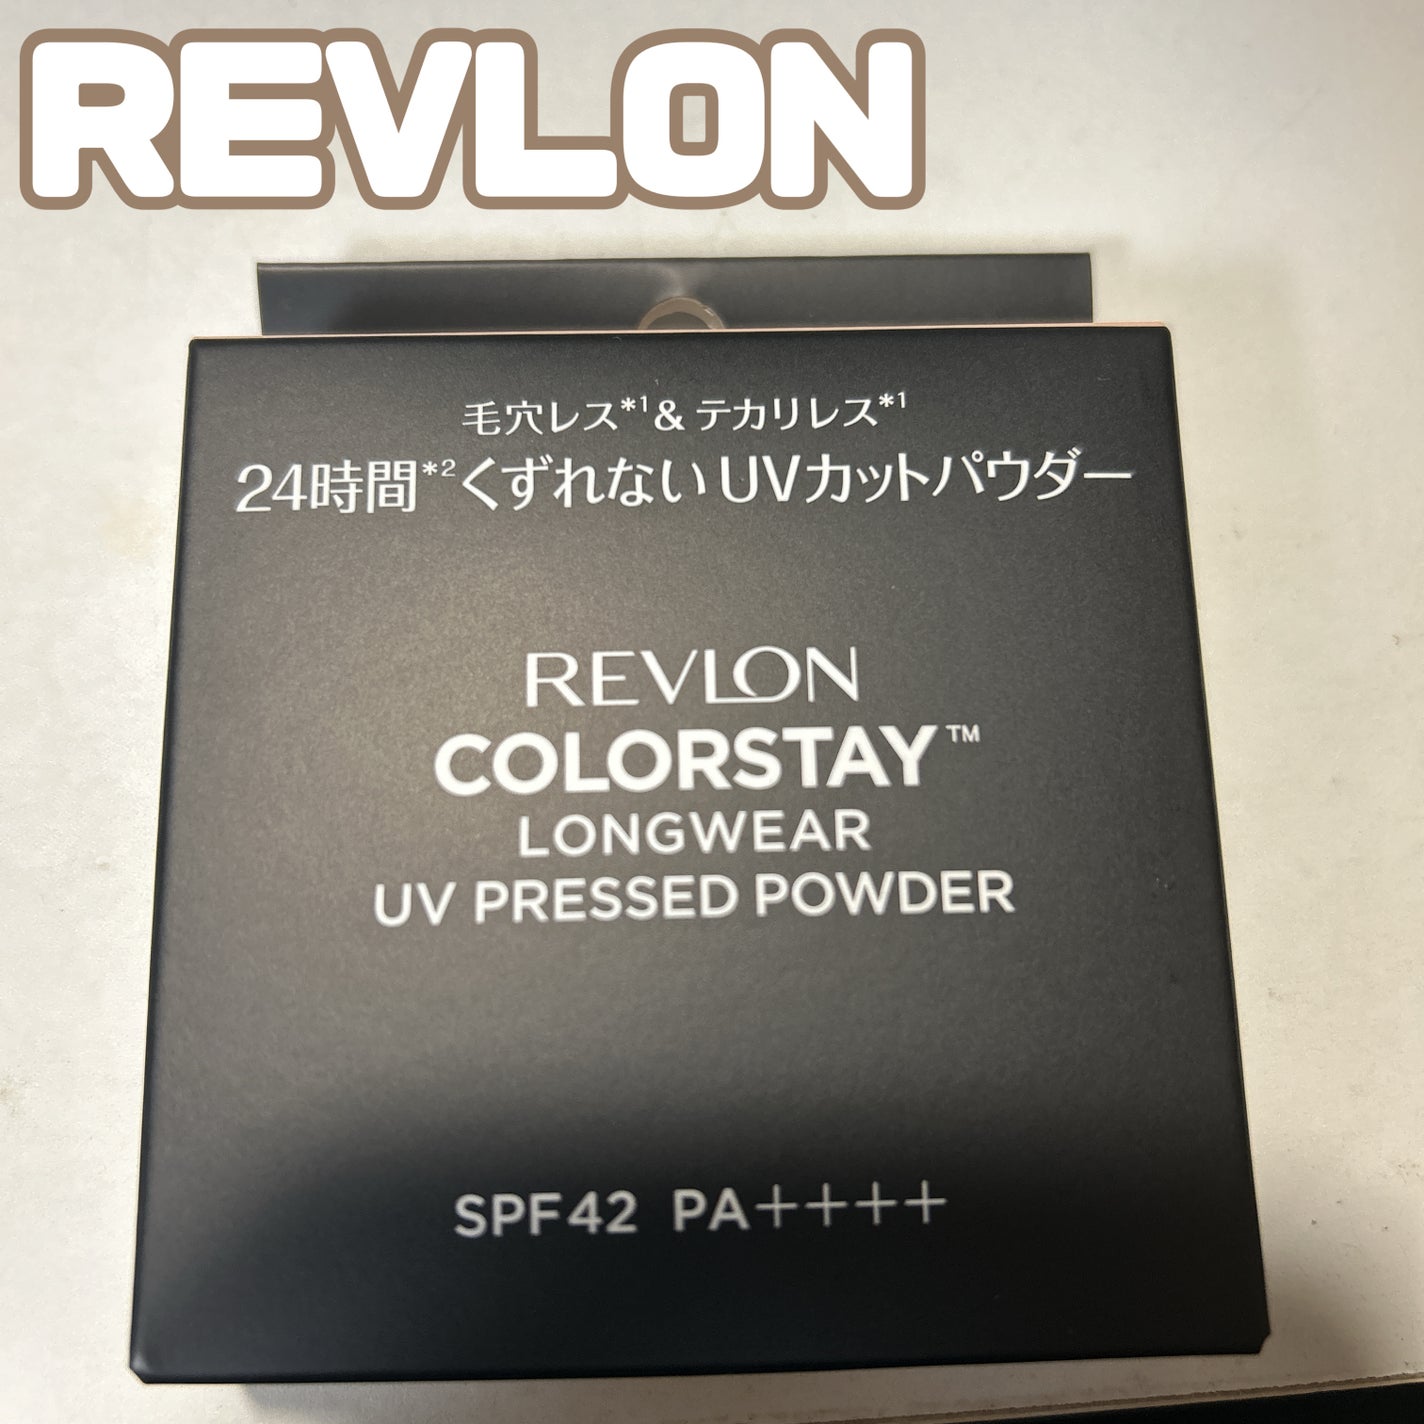 REVLON
毛穴レス*1 & テカリレス*1
24時間*2くずれない UVカットパウダー
REVLON
COLORSTAY™
LONGWEAR
UV PRESSED POWDER
SPF42 PA++++